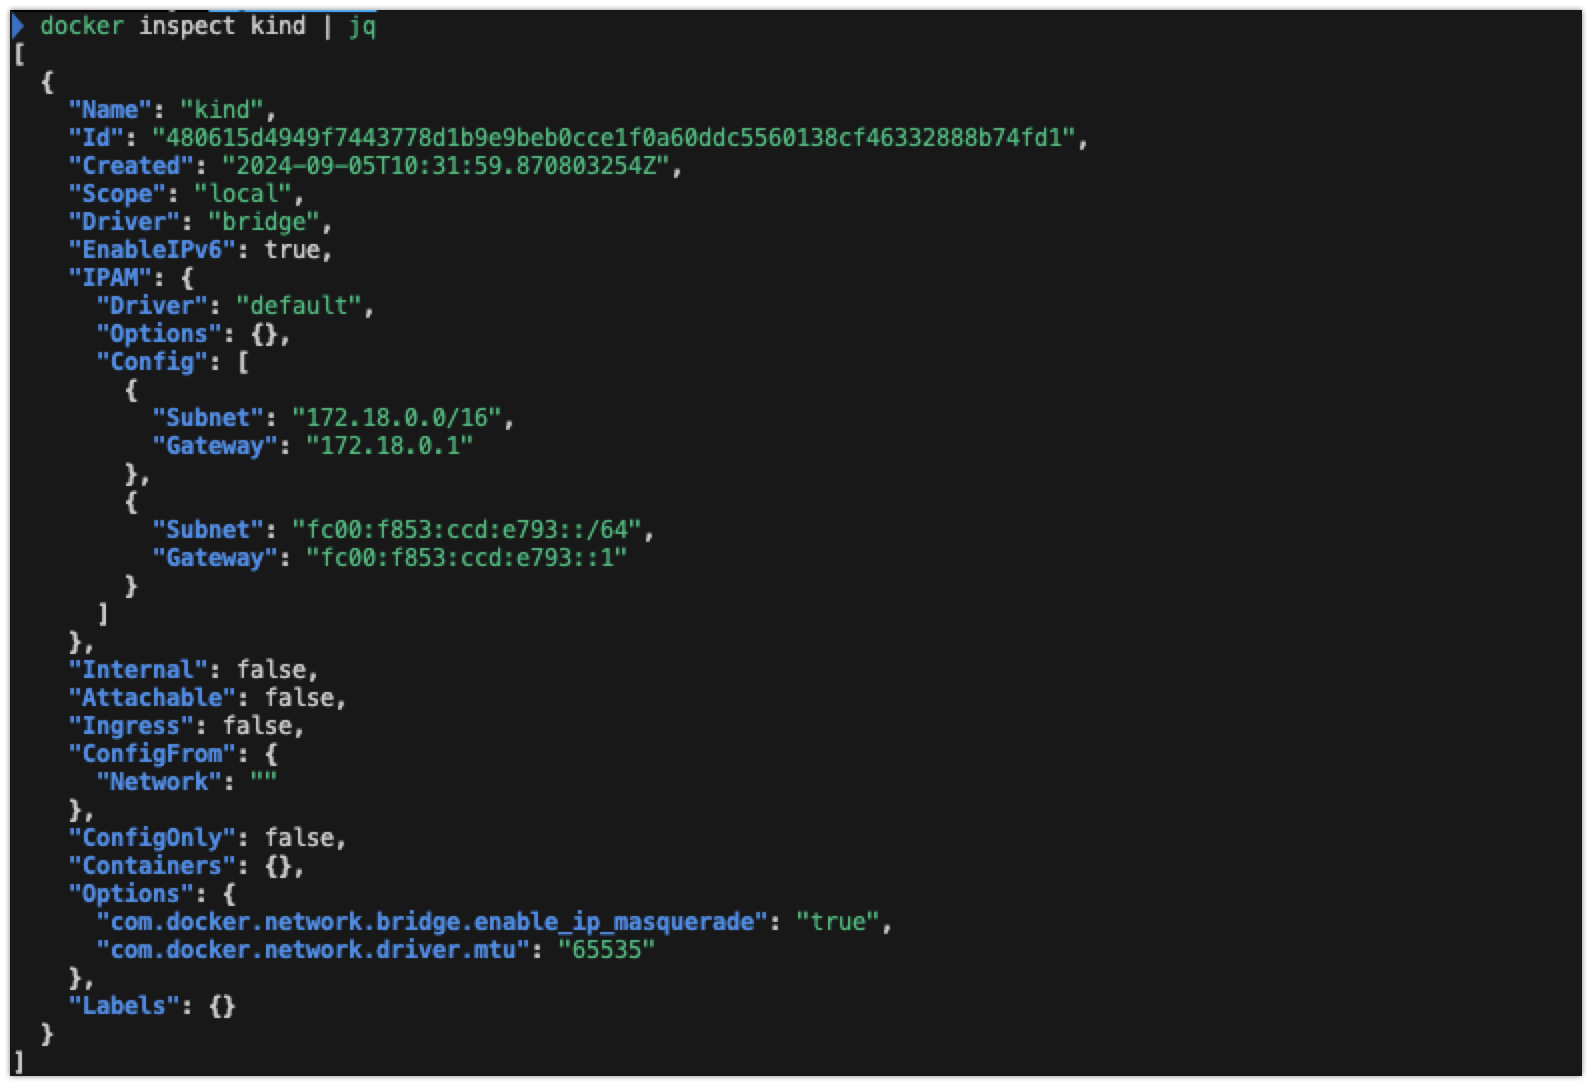 docker inspect kind | jq
[
  {
    "Name": "kind",
    "Id": "480615d4949f7443778d1b9e9beb0cce1f0a60ddc5560138cf46332888b74fd1",
    "Created": "2024-09-05T10:31:59.870803254Z",
    "Scope": "local",
    "Driver": "bridge",
    "EnableIPv6": true,
    "IPAM": {
      "Driver": "default",
      "Options": {},
      "Config": [
        {
          "Subnet": "172.18.0.0/16",
          "Gateway": "172.18.0.1"
        },
        {
          "Subnet": "fc00:f853:ccd:e793::/64",
          "Gateway": "fc00:f853:ccd:e793::1"
        }
      ]
    },
    "Internal": false,
    "Attachable": false,
    "Ingress": false,
    "ConfigFrom": {
      "Network": ""
    },
    "ConfigOnly": false,
    "Containers": {},
    "Options": {
      "com.docker.network.bridge.enable_ip_masquerade": "true",
      "com.docker.network.driver.mtu": "65535"
    },
    "Labels": {}
  }
]